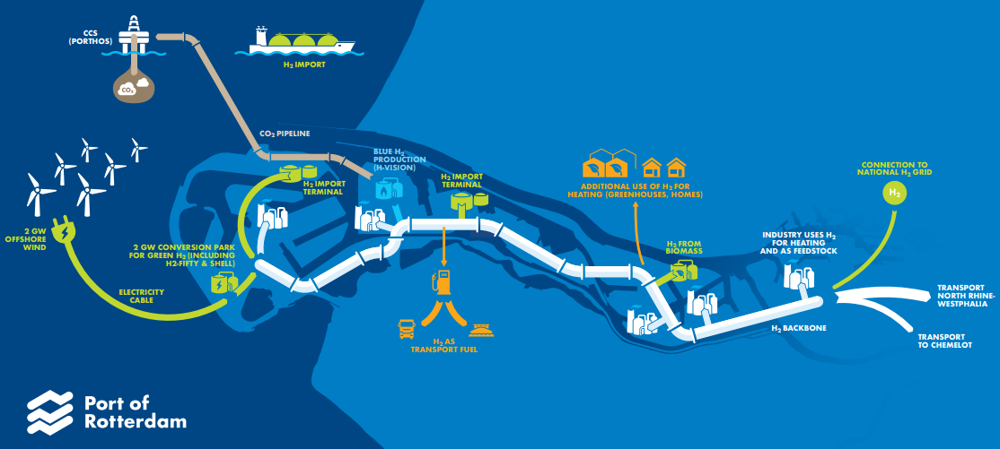 CCS
(PORTHOS)
CO₂
H₂ IMPORT
CO₂ PIPELINE
BLUE H₂
PRODUCTION
(H-VISION)
H₂ IMPORT
TERMINAL
H₂ IMPORT
TERMINAL
ADDITIONAL USE OF H₂ FOR
HEATING (GREENHOUSES, HOMES)
CONNECTION TO
NATIONAL H₂ GRID
H₂
2 GW
OFFSHORE
WIND
2 GW CONVERSION PARK
FOR GREEN H₂ (INCLUDING
H2-FIFTY & SHELL)
ELECTRICITY
CABLE
H₂ FROM
BIOMASS
INDUSTRY USES H₂
FOR HEATING
AND AS FEEDSTOCK
TRANSPORT
NORTH RHINE-
WESTPHALIA
H₂ BACKBONE
TRANSPORT
TO CHEMELOT
H₂ AS
TRANSPORT FUEL
Port of
Rotterdam